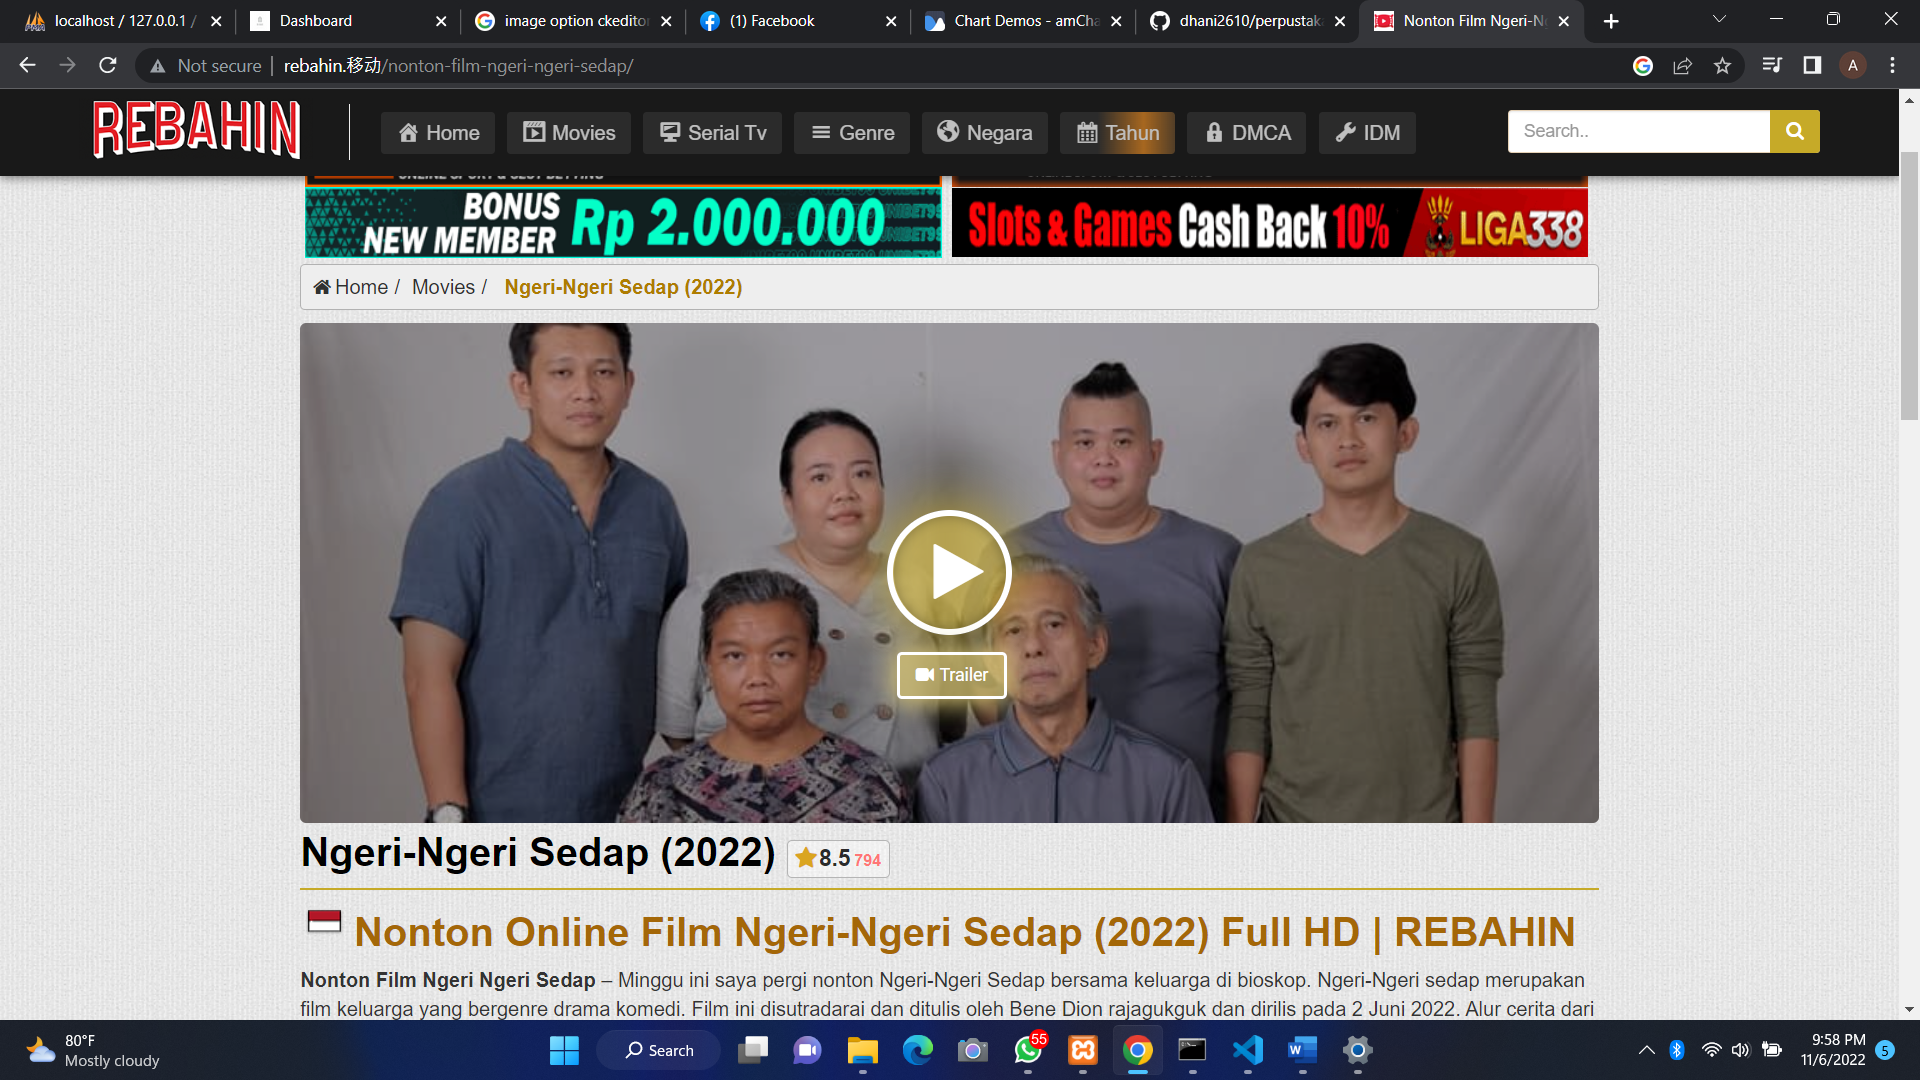 localhost / 127.0.0.1 /
Dashboard
image option ckeditor
(1) Facebook
Chart Demos - amCha
dhani2610/perpustaka
Nonton Film Ngeri-N
Not secure
rebahin.移动/nonton-film-ngeri-ngeri-sedap/
A
REBAHIN
Home
Movies
Serial Tv
Genre
Negara
Tahun
DMCA
IDM
Search..
BONUS
NEW MEMBER
Rp 2.000.000
Slots & Games Cash Back 10%
LIGA338
Home /
Movies /
Ngeri-Ngeri Sedap (2022)
Trailer
Ngeri-Ngeri Sedap (2022)
8.5 794
Nonton Online Film Ngeri-Ngeri Sedap (2022) Full HD | REBAHIN
Nonton Film Ngeri Ngeri Sedap – Minggu ini saya pergi nonton Ngeri-Ngeri Sedap bersama keluarga di bioskop. Ngeri-Ngeri sedap merupakan
film keluarga yang bergenre drama komedi. Film ini disutradarai dan ditulis oleh Bene Dion rajagukguk dan dirilis pada 2 Juni 2022. Alur cerita dari
80°F
Mostly cloudy
Search
55
9:58 PM
11/6/2022
5